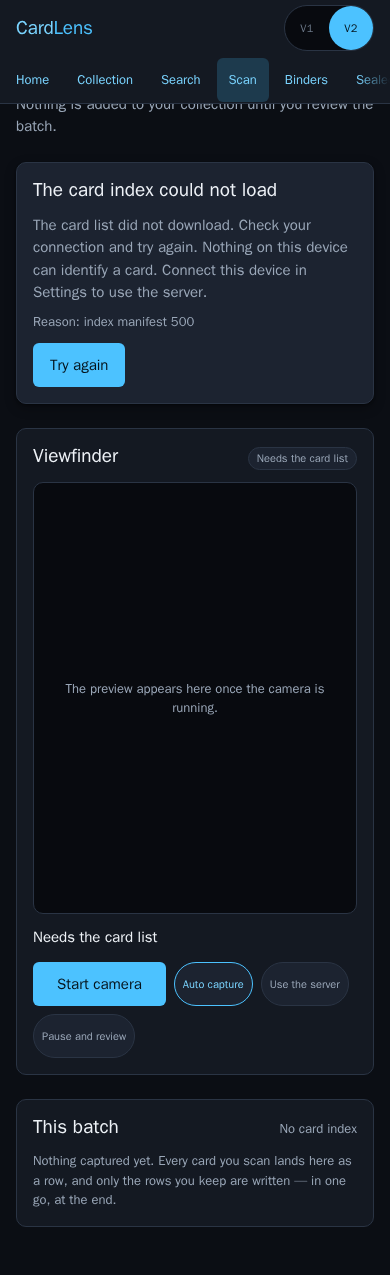 CardLens
V1
V2
Home
Collection
Search
Scan
Binders
Seale
Nothing is added to your collection until you review the
batch.
The card index could not load
The card list did not download. Check your
connection and try again. Nothing on this device
can identify a card. Connect this device in
Settings to use the server.
Reason: index manifest 500
Try again
Viewfinder
Needs the card list
The preview appears here once the camera is
running.
Needs the card list
Start camera
Auto capture
Use the server
Pause and review
This batch
No card index
Nothing captured yet. Every card you scan lands here as
a row, and only the rows you keep are written — in one
go, at the end.